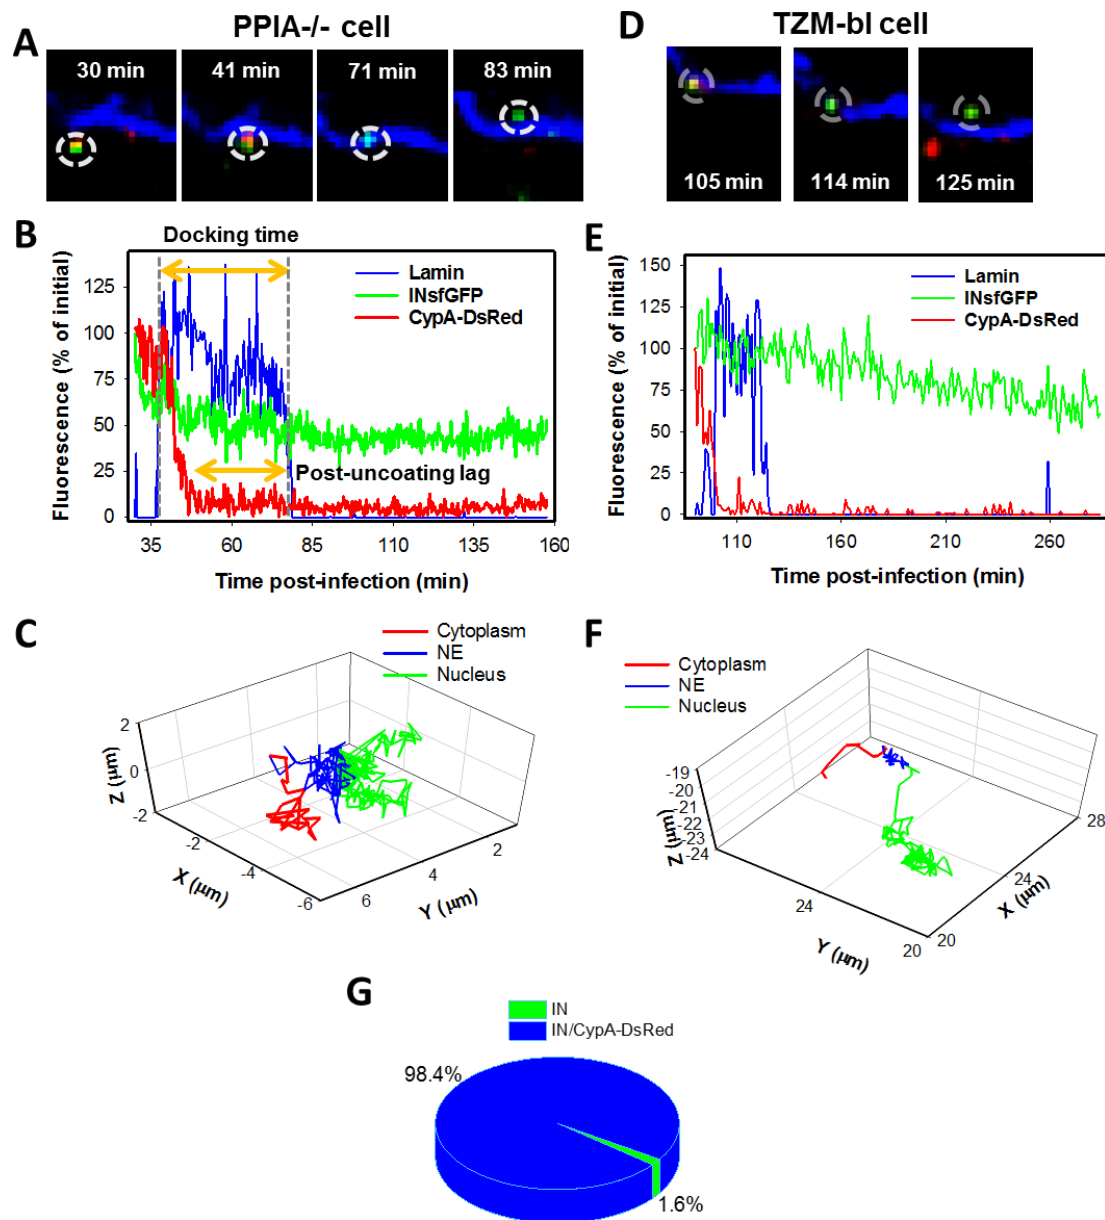 PPIA-/- cell
TZM-bl cell
A
30 min
41 min
71 min
83 min
D
105 min
114 min
125 min
B
Docking time
Lamin
INsfGFP
CypA-DsRed
Post-uncoating lag
Fluorescence (% of initial)
125
100
75
50
25
0
35
60
85
110
135
160
Time post-infection (min)
E
Lamin
INsfGFP
CypA-DsRed
Fluorescence (% of initial)
150
125
100
75
50
25
0
110
160
210
260
Time post-infection (min)
C
Cytoplasm
NE
Nucleus
Z (µm)
2
0
-2
X (µm)
-2
-4
-6
Y (µm)
6
4
2
F
Cytoplasm
NE
Nucleus
Z (µm)
-19
-20
-21
-22
-23
-24
Y (µm)
24
20
X (µm)
20
24
28
G
IN
IN/CypA-DsRed
98.4%
1.6%